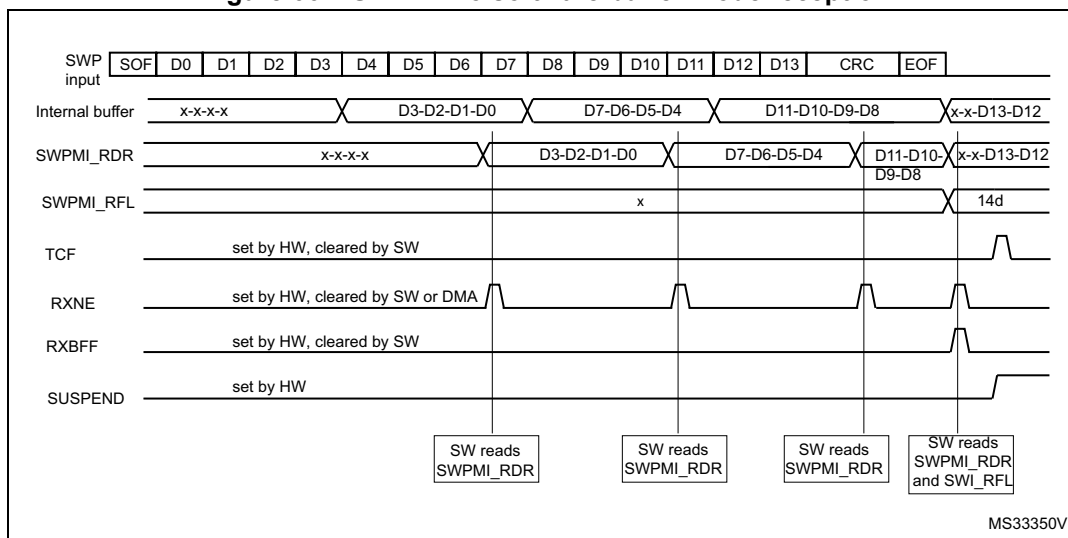 SWP input SOF D0 D1 D2 D3 D4 D5 D6 D7 D8 D9 D10 D11 D12 D13 CRC EOF
Internal buffer x-x-x-x D3-D2-D1-D0 D7-D6-D5-D4 D11-D10-D9-D8 x-x-D13-D12
SWPMI_RDR x-x-x-x D3-D2-D1-D0 D7-D6-D5-D4 D11-D10-D9-D8 x-x-D13-D12
SWPMI_RFL x 14d
TCF set by HW, cleared by SW
RXNE set by HW, cleared by SW or DMA
RXBFF set by HW, cleared by SW
SUSPEND set by HW
SW reads SWPMI_RDR
SW reads SWPMI_RDR
SW reads SWPMI_RDR
SW reads SWPMI_RDR and SWI_RFL
MS33350V